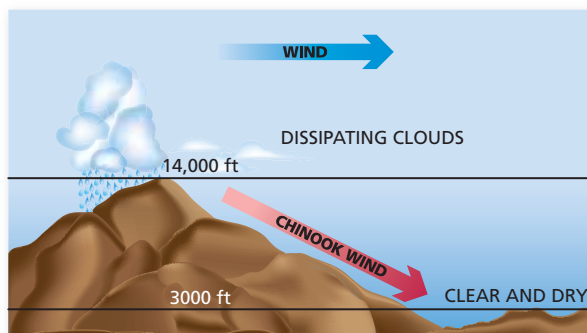 WIND
DISSIPATING CLOUDS
14,000 ft
CHINOOK WIND
CLEAR AND DRY
3000 ft